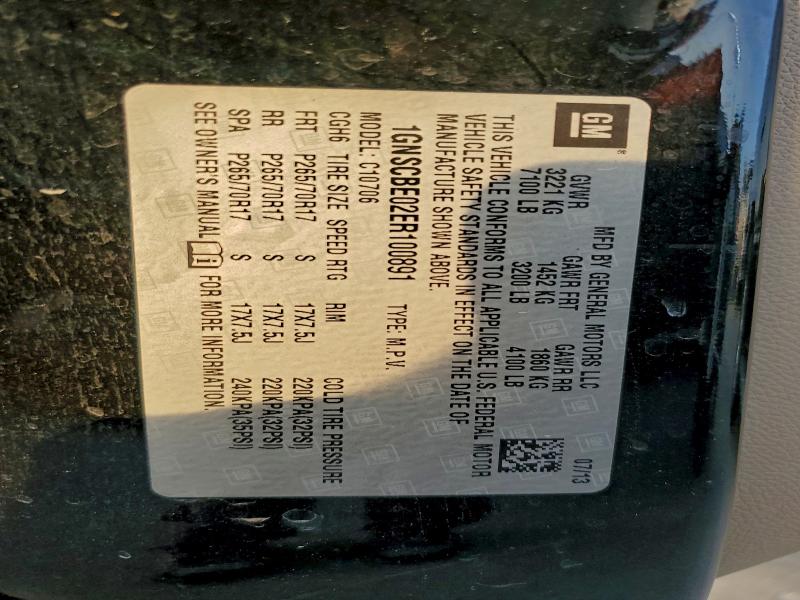 GM®
MFD BY GENERAL MOTORS LLC 07/13
GVWR GAWR FRT GAWR RR
3221 KG 1452 KG 1860 KG
7100 LB 3200 LB 4100 LB
THIS VEHICLE CONFORMS TO ALL APPLICABLE U.S. FEDERAL MOTOR
VEHICLE SAFETY STANDARDS IN EFFECT ON THE DATE OF
MANUFACTURE SHOWN ABOVE.
1GNSCBE02ER100891 TYPE: M.P.V.
MODEL: C10706
CGH6 TIRE SIZE SPEED RTG RIM COLD TIRE PRESSURE
FRT P265/70R17 S 17X7.5J 220KPA(32PSI)
RR P265/70R17 S 17X7.5J 220KPA(32PSI)
SPA P265/70R17 S 17X7.5J 240KPA(35PSI)
SEE OWNER'S MANUAL FOR MORE INFORMATION.